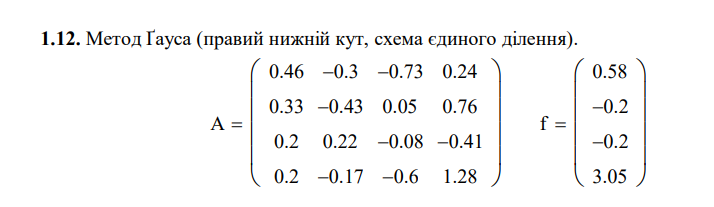 1.12. Метод Ґауса (правий нижній кут, схема єдиного ділення).
0.46 –0.3 –0.73 0.24 0.58
0.33 –0.43 0.05 0.76 –0.2
A = f =
0.2 0.22 –0.08 –0.41 –0.2
0.2 –0.17 –0.6 1.28 3.05